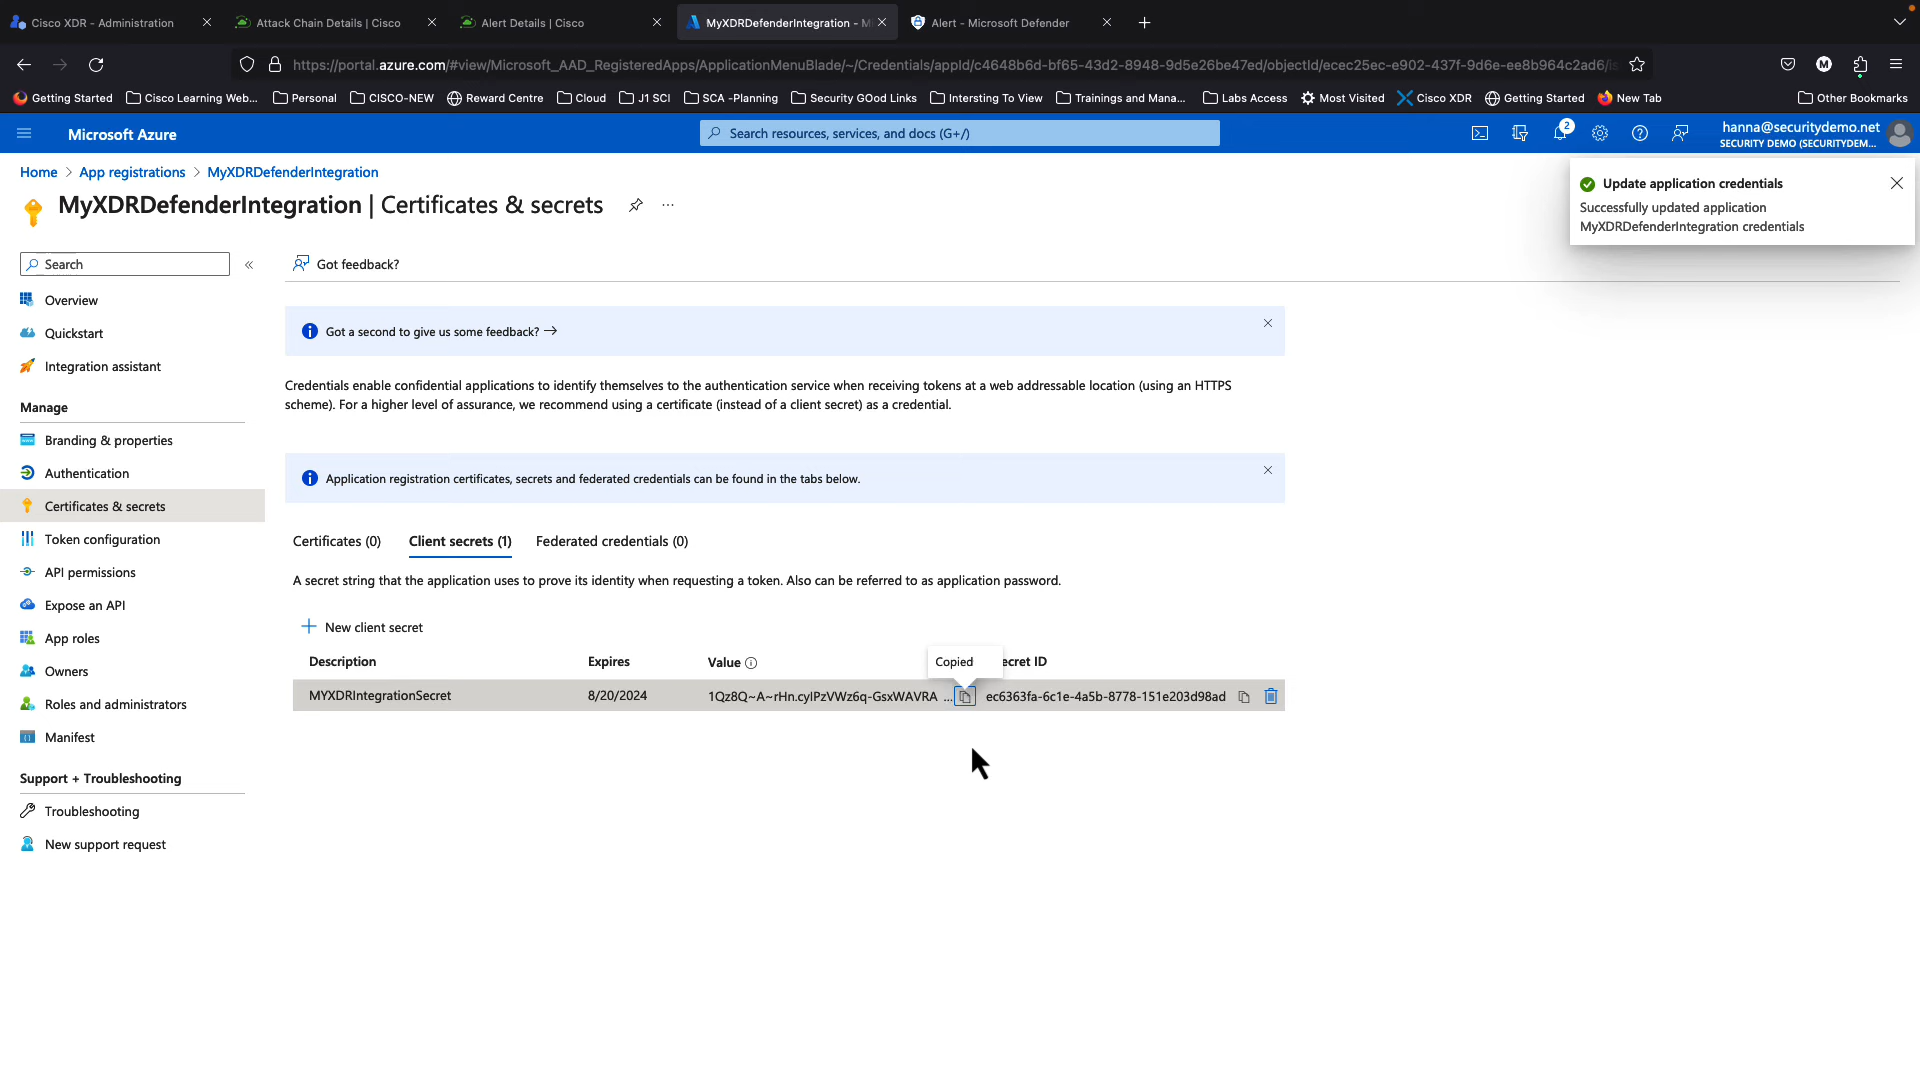 Cisco XDR - Administration
Attack Chain Details | Cisco
Alert Details | Cisco
MyXDRDefenderIntegration - M
Alert - Microsoft Defender
https://portal.azure.com/#view/Microsoft_AAD_RegisteredApps/ApplicationMenuBlade/~/Credentials/appId/c4648b6d-bf65-43d2-8948-9d5e26be47ed/objectId/ecec25ec-e902-437f-9d6e-ee8b964c2ad6/is
M
Getting Started
Cisco Learning Web...
Personal
CISCO-NEW
Reward Centre
Cloud
J1 SCI
SCA -Planning
Security GOod Links
Intersting To View
Trainings and Mana...
Labs Access
Most Visited
Cisco XDR
Getting Started
New Tab
Other Bookmarks
Microsoft Azure
Search resources, services, and docs (G+/)
2
hanna@securitydemo.net
SECURITY DEMO (SECURITYDEM...
Home > App registrations > MyXDRDefenderIntegration
MyXDRDefenderIntegration | Certificates & secrets
...
Update application credentials
Successfully updated application
MyXDRDefenderIntegration credentials
Search
«
Got feedback?
Overview
Quickstart
Integration assistant
Manage
Branding & properties
Authentication
Certificates & secrets
Token configuration
API permissions
Expose an API
App roles
Owners
Roles and administrators
Manifest
Support + Troubleshooting
Troubleshooting
New support request
Got a second to give us some feedback? →
Credentials enable confidential applications to identify themselves to the authentication service when receiving tokens at a web addressable location (using an HTTPS
scheme). For a higher level of assurance, we recommend using a certificate (instead of a client secret) as a credential.
Application registration certificates, secrets and federated credentials can be found in the tabs below.
Certificates (0)
Client secrets (1)
Federated credentials (0)
A secret string that the application uses to prove its identity when requesting a token. Also can be referred to as application password.
New client secret
Description
Expires
Value
Copied
ecret ID
MYXDRIntegrationSecret
8/20/2024
1Qz8Q~A~rHn.cyIPzVWz6q-GsxWAVRA ...
ec6363fa-6c1e-4a5b-8778-151e203d98ad